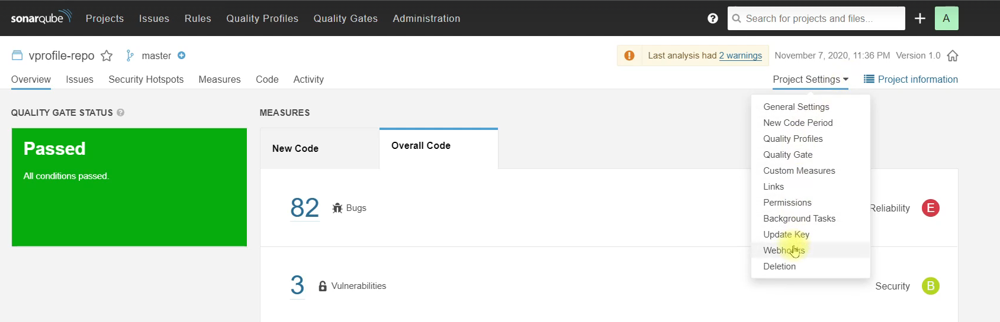 sonarqube Projects Issues Rules Quality Profiles Quality Gates Administration ? Search for projects and files... A
vprofile-repo master Last analysis had 2 warnings November 7, 2020, 11:36 PM Version 1.0
Overview Issues Security Hotspots Measures Code Activity Project Settings Project information
QUALITY GATE STATUS ?
Passed
All conditions passed.
MEASURES
New Code
Overall Code
82 Bugs
Reliability E
3 Vulnerabilities
Security B
General Settings
New Code Period
Quality Profiles
Quality Gate
Custom Measures
Links
Permissions
Background Tasks
Update Key
Webhooks
Deletion